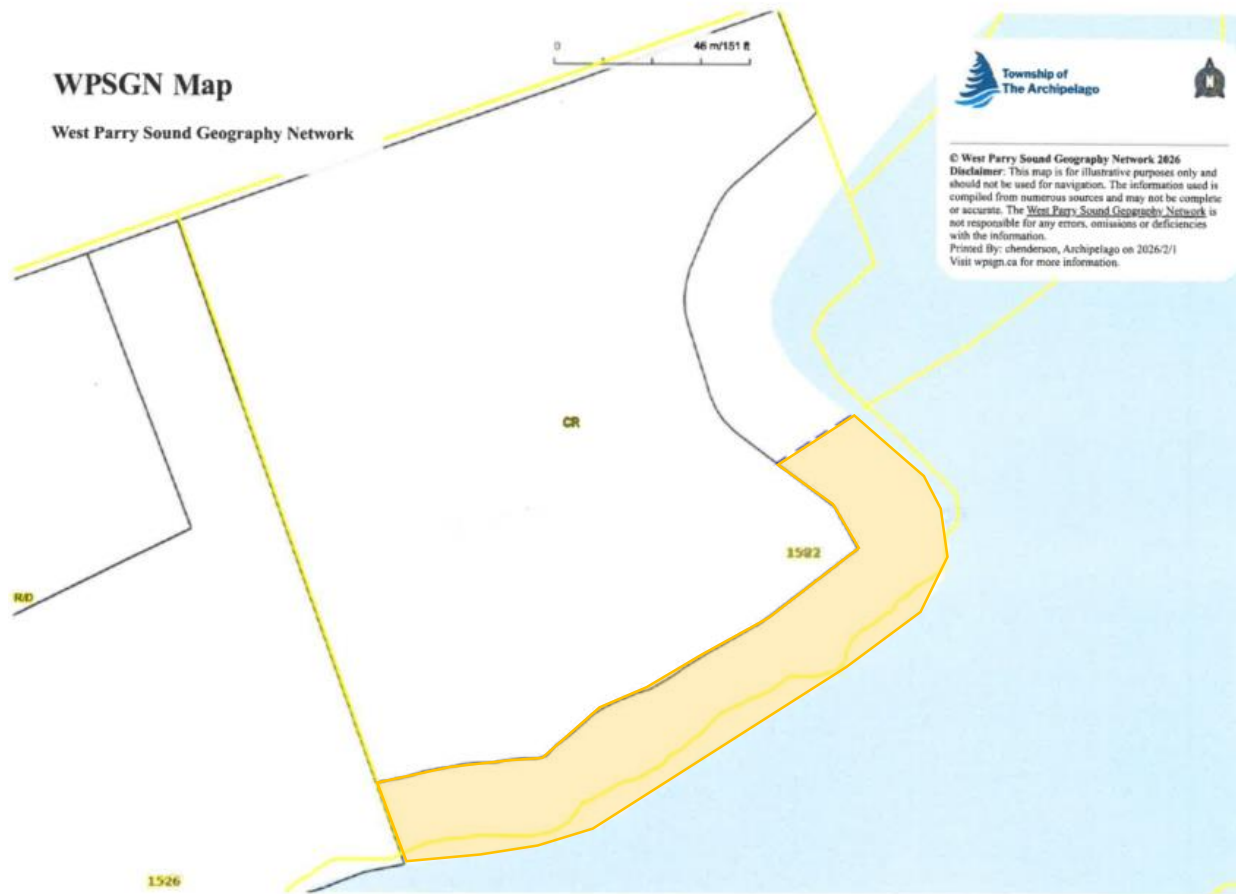 WPSGN Map
West Parry Sound Geography Network
0 46 m/151 ft
Township of
The Archipelago
N
© West Parry Sound Geography Network 2026
Disclaimer: This map is for illustrative purposes only and
should not be used for navigation. The information used is
compiled from numerous sources and may not be complete
or accurate. The West Parry Sound Geography Network is
not responsible for any errors, omissions or deficiencies
with the information.
Printed By: chenderson, Archipelago on 2026/2/1
Visit wpsgn.ca for more information.
CR
1522
R/D
1526